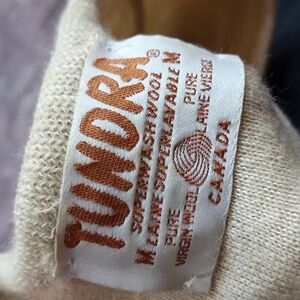 TUNDRA®
SUPERWASH WOOL
M LAINE SUPERLAVABLE M
PURE PURE
VIRGIN WOOL LAINE VIERGE
CANADA